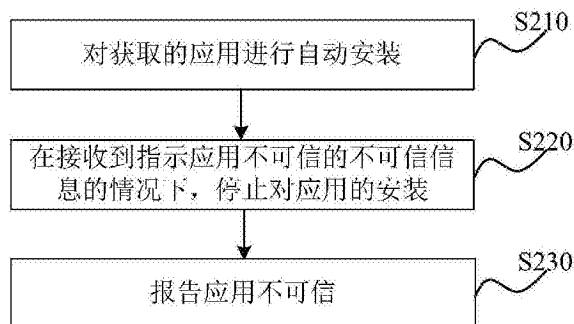 S210
对获取的应用进行自动安装
S220
在接收到指示应用不可信的不可信信
息的情况下，停止对应用的安装
S230
报告应用不可信